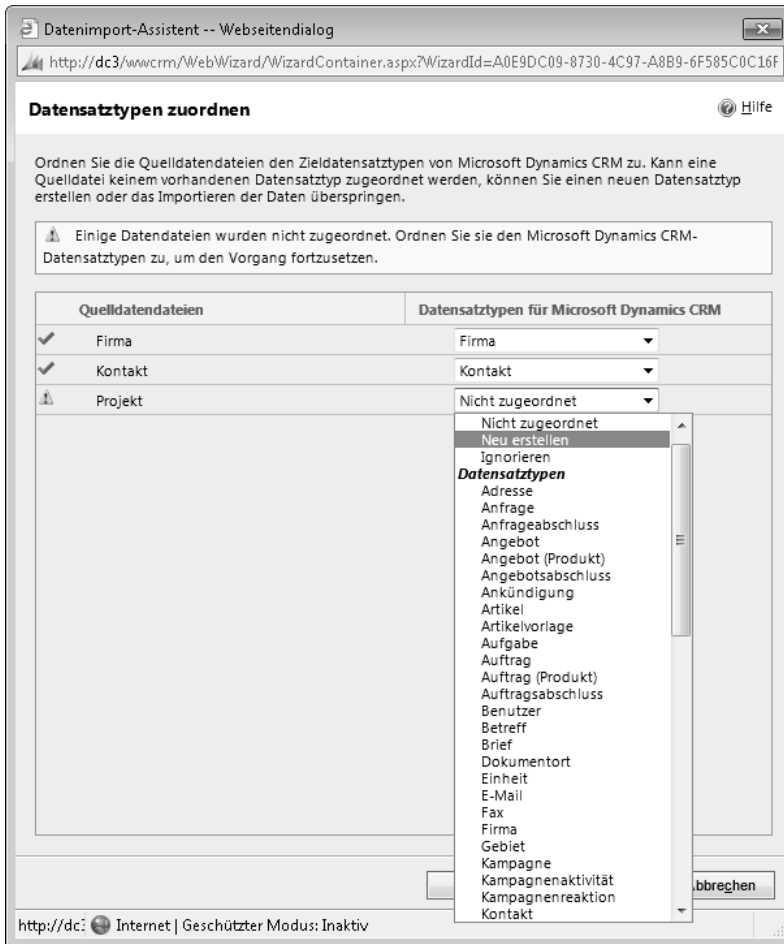 Datenimport-Assistent -- Webseitendialog
http://dc3/wwcrm/WebWizard/WizardContainer.aspx?WizardId=A0E9DC09-8730-4C97-A8B9-6F585C0C16F
Datensatztypen zuordnen
Hilfe
Ordnen Sie die Quelldatendateien den Zieldatensatztypen von Microsoft Dynamics CRM zu. Kann eine
Quelldatei keinem vorhandenen Datensatztyp zugeordnet werden, können Sie einen neuen Datensatztyp
erstellen oder das Importieren der Daten überspringen.
Einige Datendateien wurden nicht zugeordnet. Ordnen Sie sie den Microsoft Dynamics CRM-
Datensatztypen zu, um den Vorgang fortzusetzen.
Quelldatendateien Datensatztypen für Microsoft Dynamics CRM
Firma Firma
Kontakt Kontakt
Projekt Nicht zugeordnet
Nicht zugeordnet
Neu erstellen
Ignorieren
Datensatztypen
Adresse
Anfrage
Anfrageabschluss
Angebot
Angebot (Produkt)
Angebotsabschluss
Ankündigung
Artikel
Artikelvorlage
Aufgabe
Auftrag
Auftrag (Produkt)
Auftragsabschluss
Benutzer
Betreff
Brief
Dokumentort
Einheit
E-Mail
Fax
Firma
Gebiet
Kampagne
Kampagnenaktivität
Kampagnenreaktion
Kontakt
bbrechen
http://dc: Internet | Geschützter Modus: Inaktiv